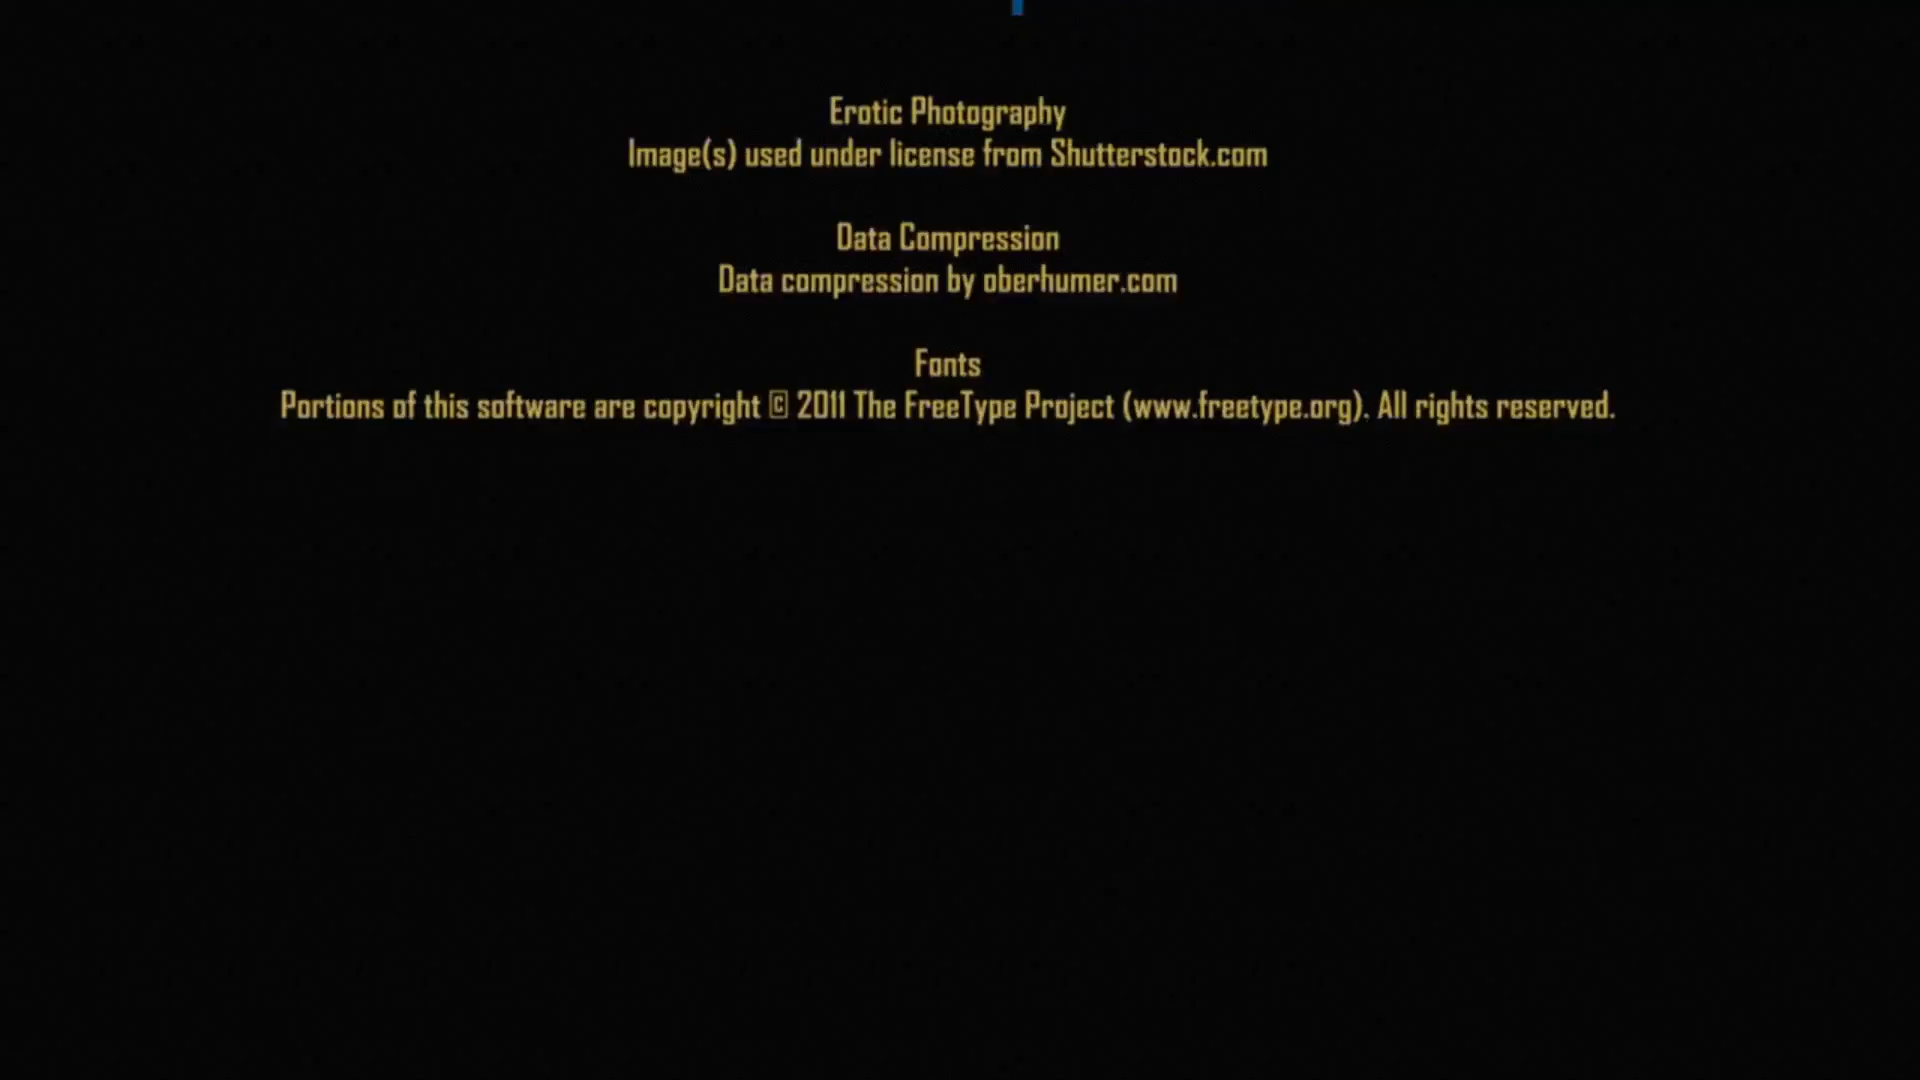 Erotic Photography
Image(s) used under license from Shutterstock.com
Data Compression
Data compression by oberhumer.com
Fonts
Portions of this software are copyright © 2011 The FreeType Project (www.freetype.org). All rights reserved.